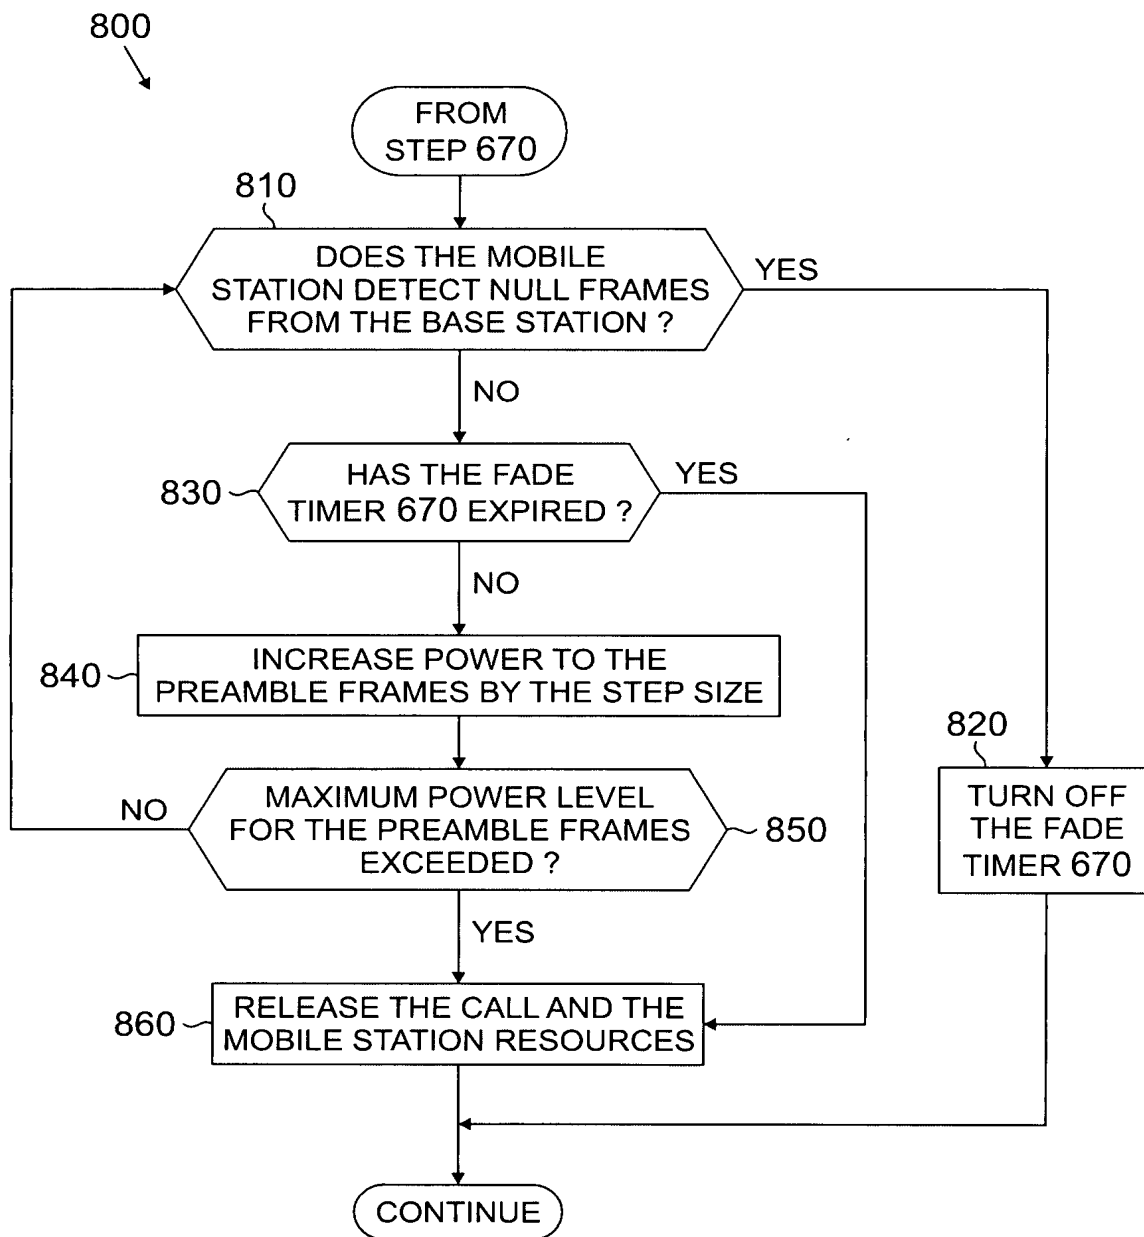 800
FROM
STEP 670
810
DOES THE MOBILE
STATION DETECT NULL FRAMES
FROM THE BASE STATION ?
YES
NO
830
HAS THE FADE
TIMER 670 EXPIRED ?
YES
NO
840
INCREASE POWER TO THE
PREAMBLE FRAMES BY THE STEP SIZE
820
TURN OFF
THE FADE
TIMER 670
NO
MAXIMUM POWER LEVEL
FOR THE PREAMBLE FRAMES
EXCEEDED ?
850
YES
860
RELEASE THE CALL AND THE
MOBILE STATION RESOURCES
CONTINUE